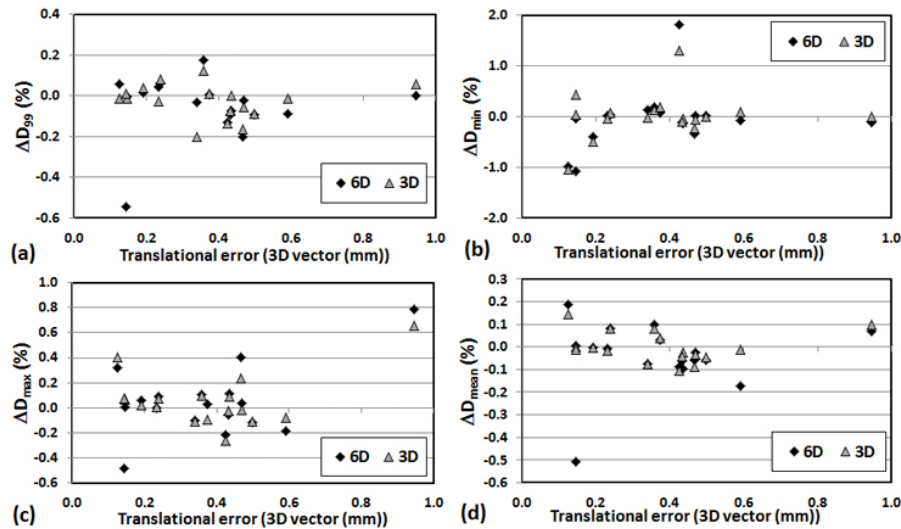 0.4
0.2
0.0
-0.2
-0.4
-0.6
ΔD99 (%)
6D 3D
0.0 0.2 0.4 0.6 0.8 1.0
(a) Translational error (3D vector (mm))
2.0
1.0
0.0
-1.0
-2.0
ΔDmin (%)
6D 3D
0.0 0.2 0.4 0.6 0.8 1.0
(b) Translational error (3D vector (mm))
1.0
0.8
0.6
0.4
0.2
0.0
-0.2
-0.4
-0.6
ΔDmax (%)
6D 3D
0.0 0.2 0.4 0.6 0.8 1.0
(c) Translational error (3D vector (mm))
0.3
0.2
0.1
0.0
-0.1
-0.2
-0.3
-0.5
-0.5
ΔDmean (%)
6D 3D
0.0 0.2 0.4 0.6 0.8 1.0
(d) Translational error (3D vector (mm))